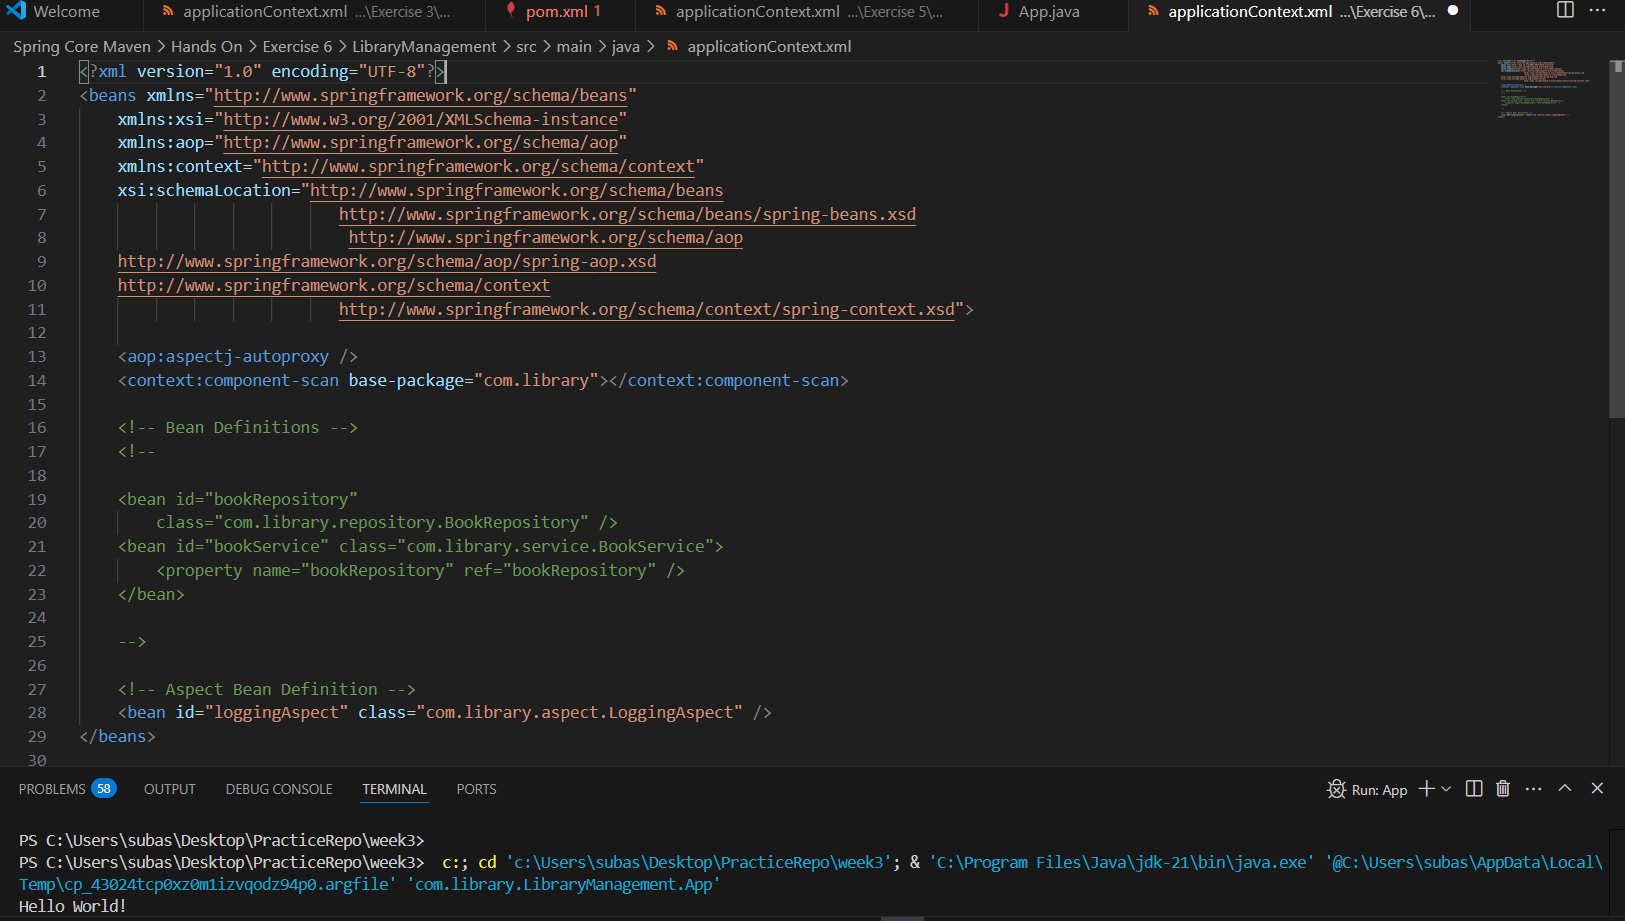 Welcome applicationContext.xml ...\Exercise 3\... pom.xml 1 applicationContext.xml ...\Exercise 5\... J App.java applicationContext.xml ...\Exercise 6\...
Spring Core Maven > Hands On > Exercise 6 > LibraryManagement > src > main > java > applicationContext.xml
1 <?xml version="1.0" encoding="UTF-8"?>
2 <beans xmlns="http://www.springframework.org/schema/beans"
3 xmlns:xsi="http://www.w3.org/2001/XMLSchema-instance"
4 xmlns:aop="http://www.springframework.org/schema/aop"
5 xmlns:context="http://www.springframework.org/schema/context"
6 xsi:schemaLocation="http://www.springframework.org/schema/beans
7 http://www.springframework.org/schema/beans/spring-beans.xsd
8 http://www.springframework.org/schema/aop
9 http://www.springframework.org/schema/aop/spring-aop.xsd
10 http://www.springframework.org/schema/context
11 http://www.springframework.org/schema/context/spring-context.xsd">
12
13 <aop:aspectj-autoproxy />
14 <context:component-scan base-package="com.library"></context:component-scan>
15
16 <!-- Bean Definitions -->
17 <!--
18
19 <bean id="bookRepository"
20 class="com.library.repository.BookRepository" />
21 <bean id="bookService" class="com.library.service.BookService">
22 <property name="bookRepository" ref="bookRepository" />
23 </bean>
24
25 -->
26
27 <!-- Aspect Bean Definition -->
28 <bean id="loggingAspect" class="com.library.aspect.LoggingAspect" />
29 </beans>
30
PROBLEMS 58 OUTPUT DEBUG CONSOLE TERMINAL PORTS Run: App
PS C:\Users\subas\Desktop\PracticeRepo\week3>
PS C:\Users\subas\Desktop\PracticeRepo\week3> c:; cd 'c:\Users\subas\Desktop\PracticeRepo\week3'; & 'C:\Program Files\Java\jdk-21\bin\java.exe' '@C:\Users\subas\AppData\Local\
Temp\cp_43024tcp0xz0m1izvqodz94p0.argfile' 'com.library.LibraryManagement.App'
Hello World!